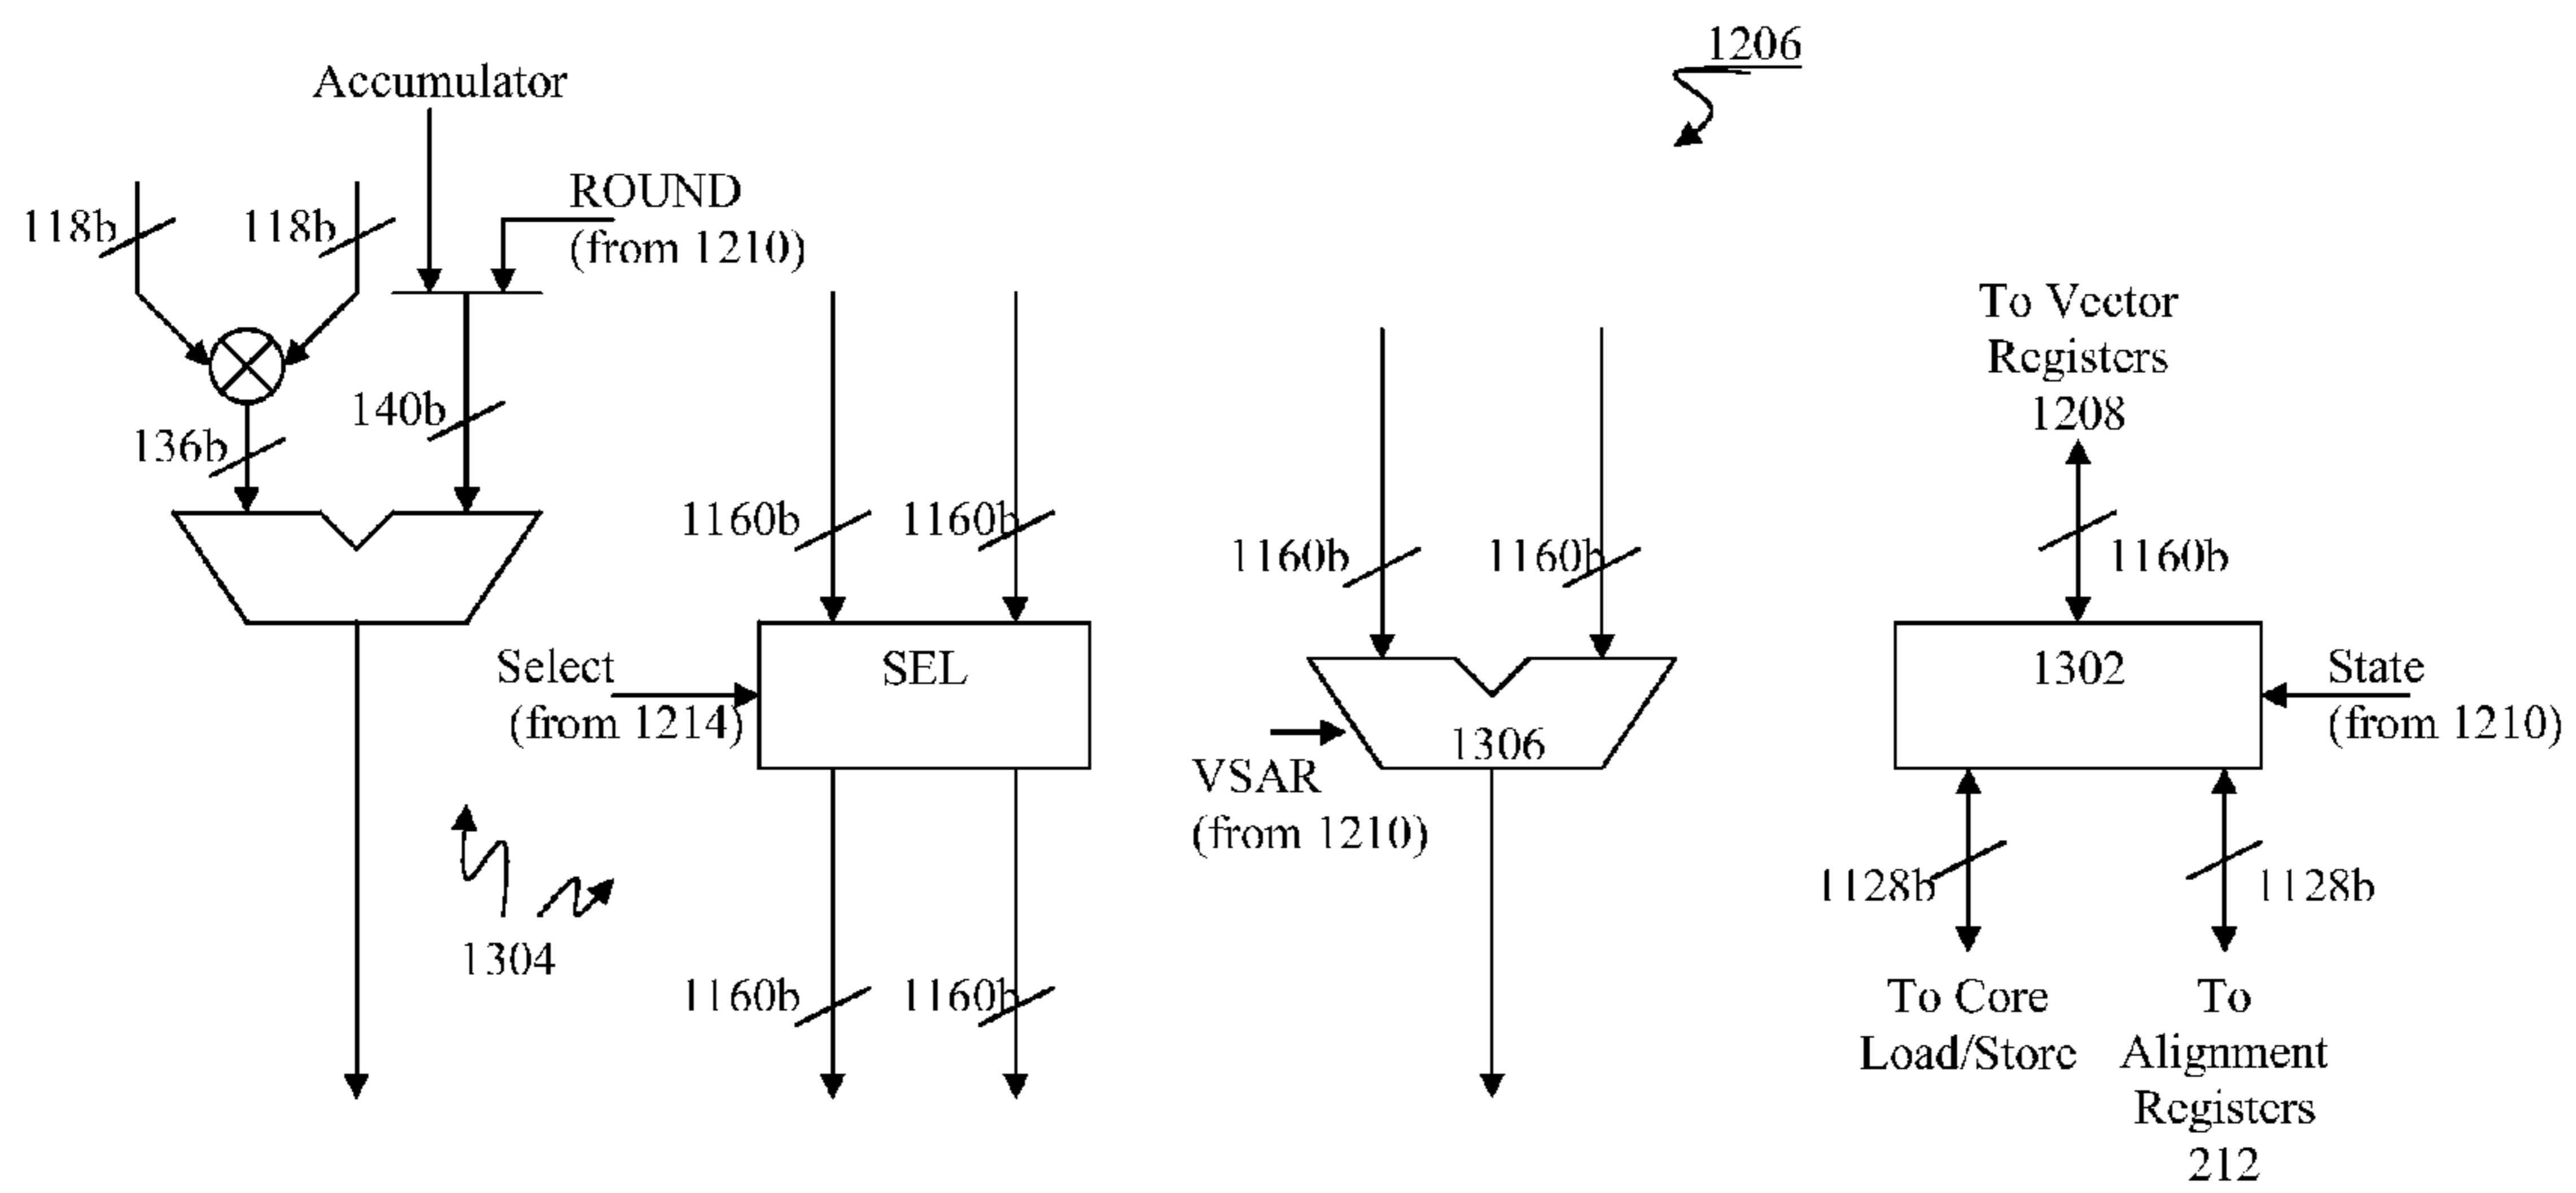 1206
Accumulator
ROUND
(from 1210)
118b
118b
140b
136b
1160b
1160b
Select
(from 1214)
SEL
1304
1160b
1160b
1160b
1160b
VSAR
(from 1210)
1306
To Vector
Registers
1208
1160b
1302
State
(from 1210)
1128b
1128b
To Core
Load/Store
To
Alignment
Registers
212